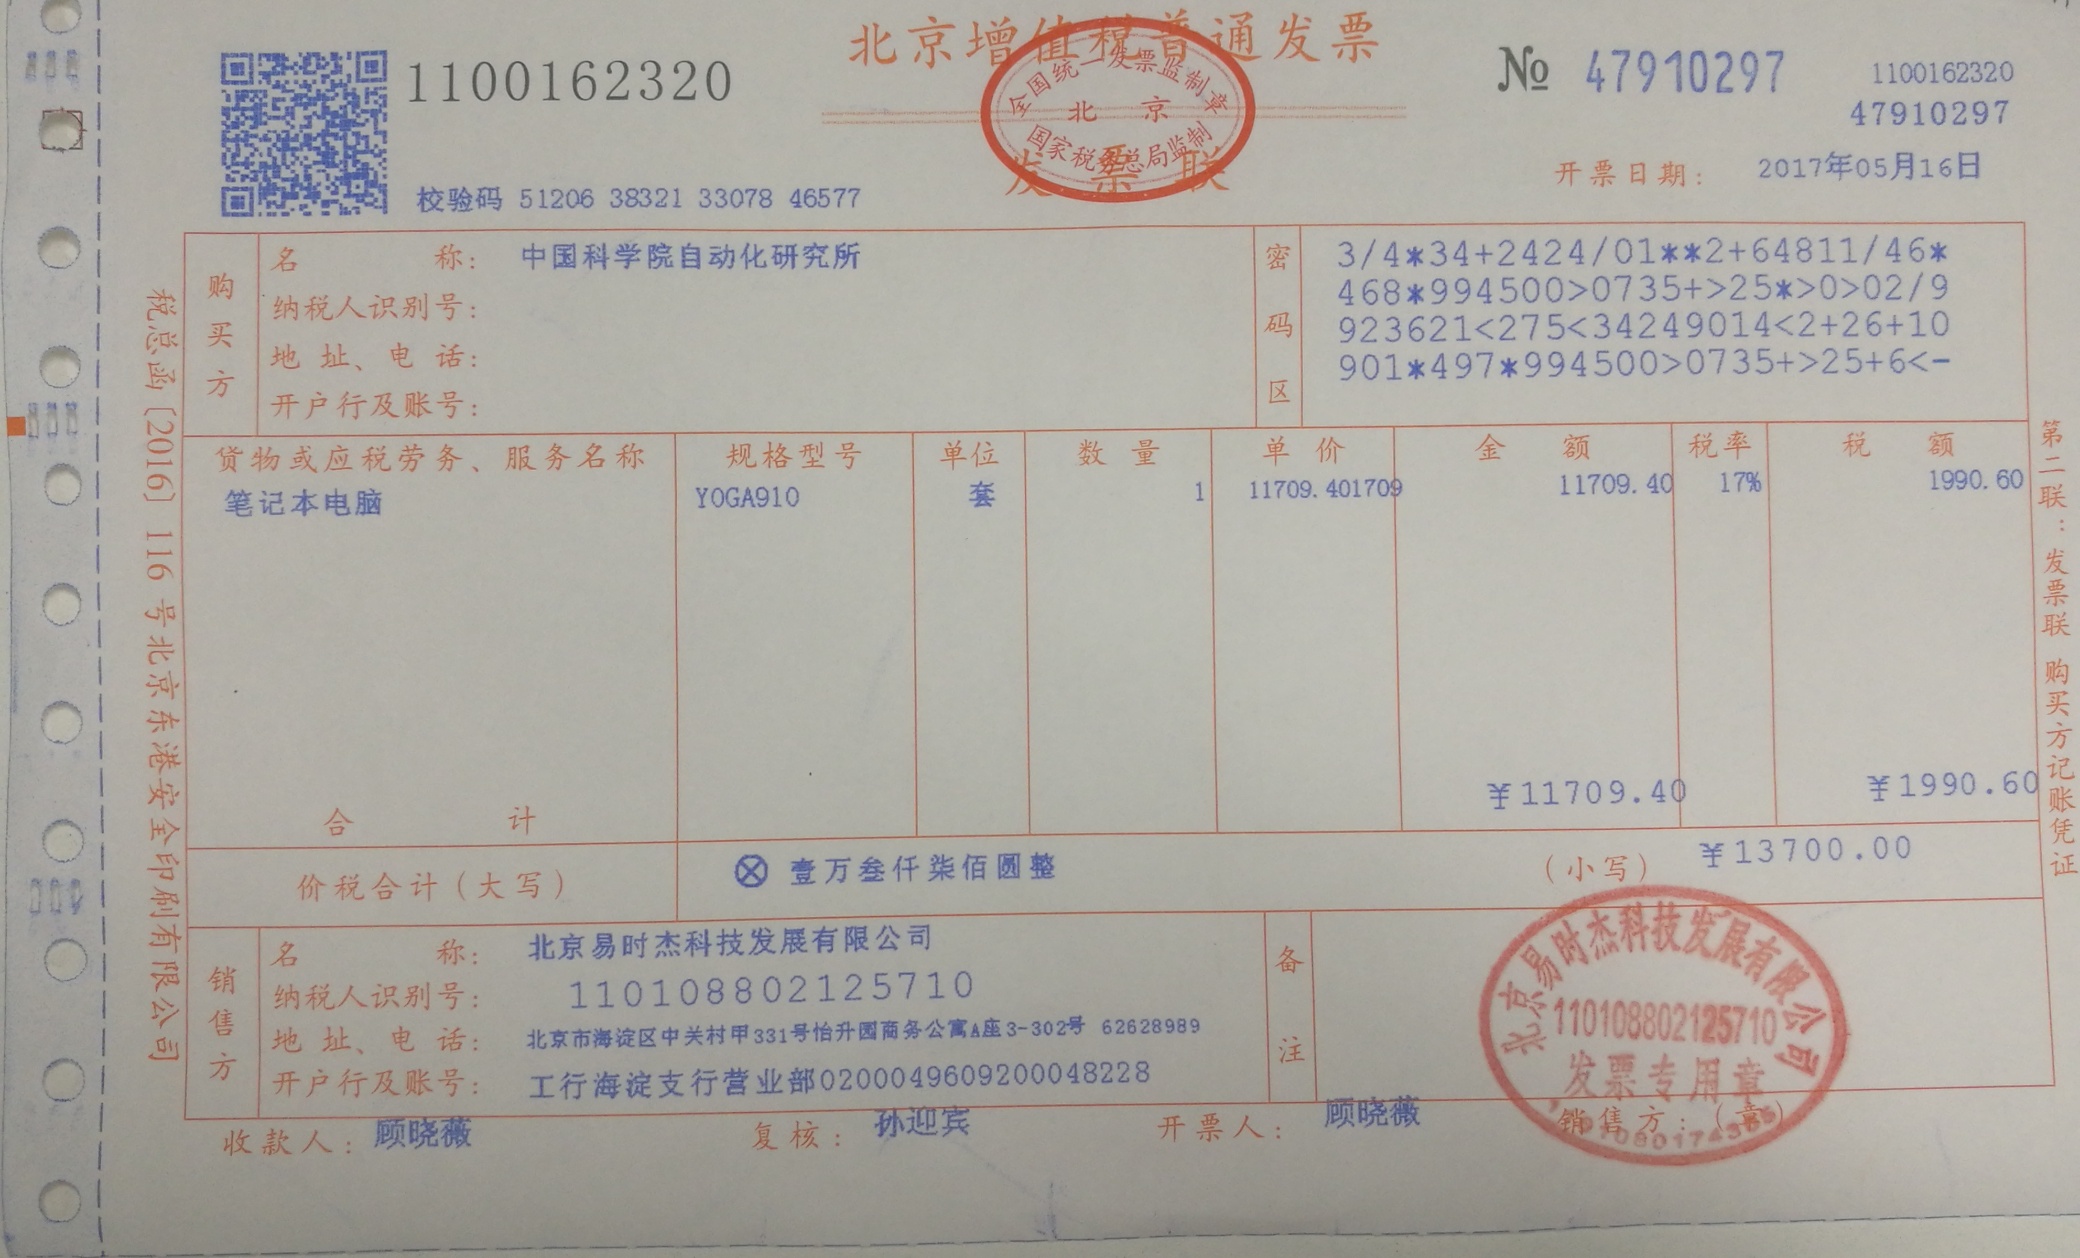 北京增值税普通发票
1100162320
№ 47910297
1100162320
47910297
全国统一发票监制章
北 京
国家税务总局监制
发 票 联
校验码 51206 38321 33078 46577
开票日期: 2017年05月16日
税总函 [2016] 116 号北京东港安全印刷有限公司
购买方
名 称: 中国科学院自动化研究所
纳税人识别号:
地 址、电 话:
开户行及账号:
密码区
3/4*34+2424/01**2+64811/46*
468*994500>0735+>25*>0>02/9
923621<275<34249014<2+26+10
901*497*994500>0735+>25+6<-
货物或应税劳务、服务名称 规格型号 单位 数 量 单 价 金 额 税率 税 额
笔记本电脑 YOGA910 套 1 11709.401709 11709.40 17% 1990.60
合 计 ¥11709.40 ¥1990.60
价税合计(大写) ⊗ 壹万叁仟柒佰圆整 (小写) ¥13700.00
第二联:发票联 购买方记账凭证
销售方
名 称: 北京易时杰科技发展有限公司
纳税人识别号: 110108802125710
地 址、电 话: 北京市海淀区中关村甲331号怡升园商务公寓A座3-302号 62628989
开户行及账号: 工行海淀支行营业部0200049609200048228
备注
北京易时杰科技发展有限公司
110108802125710
发票专用章
收款人: 顾晓薇 复核: 孙迎宾 开票人: 顾晓薇 销售方:(章)